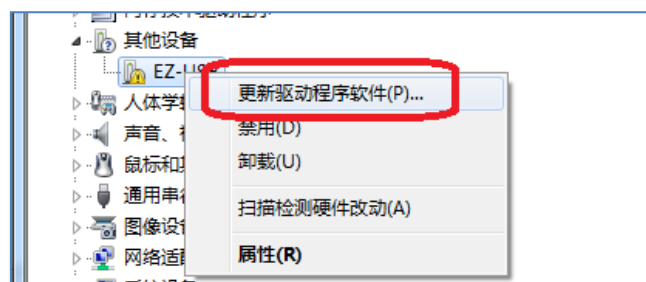 其他设备
EZ-US
更新驱动程序软件(P)...
人体学
禁用(D)
声音、
卸载(U)
鼠标和
通用串
扫描检测硬件改动(A)
图像设
属性(R)
网络适